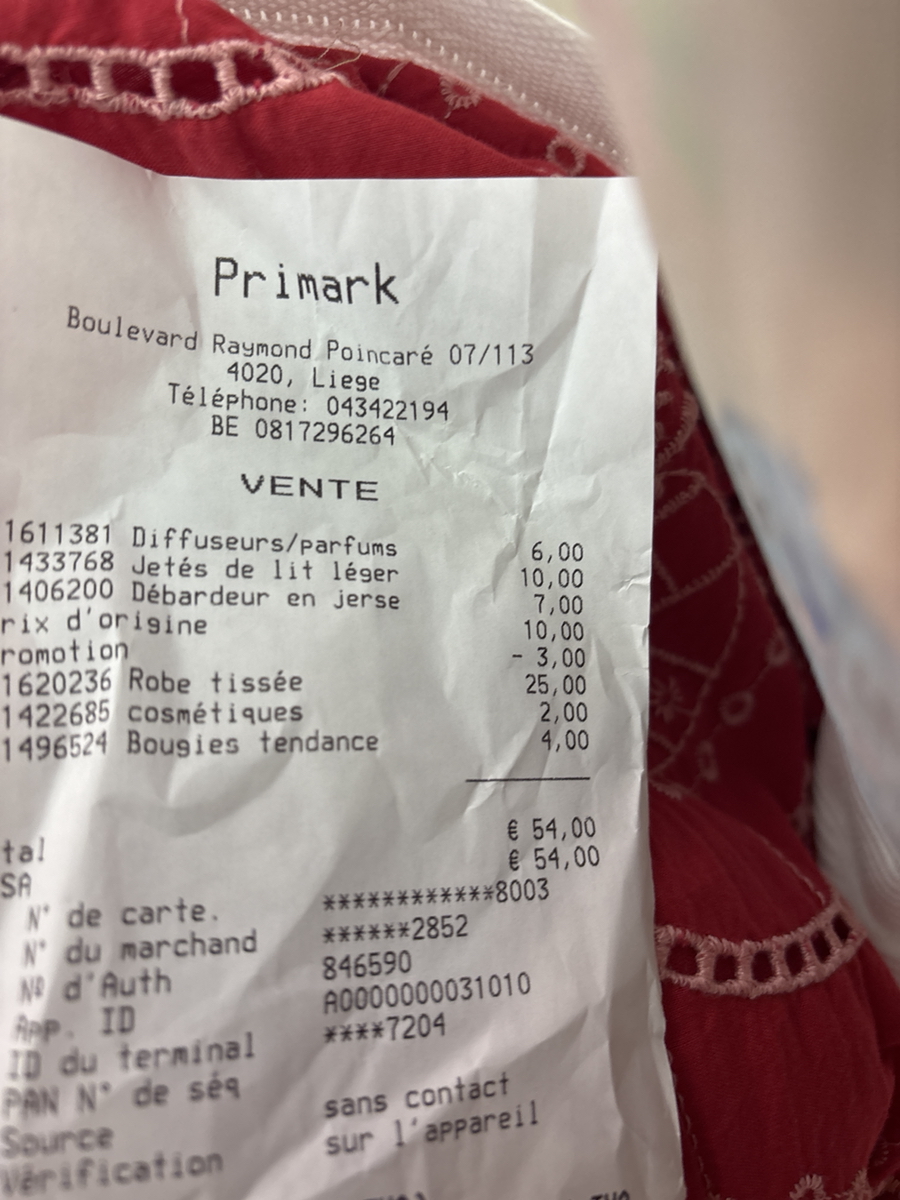 Primark
Boulevard Raymond Poincaré 07/113
4020, Liege
Téléphone: 043422194
BE 0817296264
VENTE
1611381 Diffuseurs/parfums 6,00
1433768 Jetés de lit léger 10,00
1406200 Débardeur en jerse 7,00
rix d'origine 10,00
romotion - 3,00
1620236 Robe tissée 25,00
1422685 cosmétiques 2,00
1496524 Bougies tendance 4,00
tal € 54,00
SA € 54,00
N° de carte. ************8003
N° du marchand ******2852
Nº d'Auth 846590
App. ID A0000000031010
ID du terminal ****7204
PAN N° de séq
Source sans contact
Vérification sur l'appareil